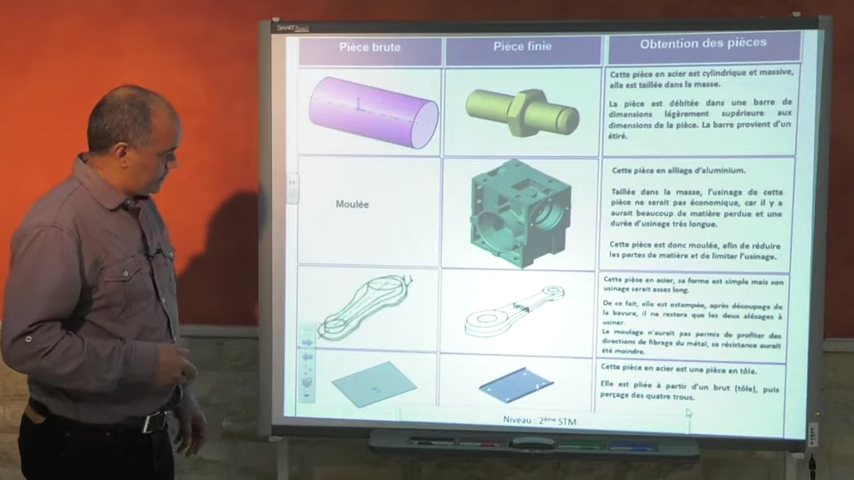 SMART
Pièce brute
Pièce finie
Obtention des pièces
Cette pièce en acier est cylindrique et massive,
elle est taillée dans la masse.
La pièce est débitée dans une barre de
dimensions légèrement supérieure aux
dimensions de la pièce. La barre provient d'un
étiré.
Moulée
Cette pièce en alliage d'aluminium.
Taillée dans la masse, l'usinage de cette
pièce ne serait pas économique, car il y a
aurait beaucoup de matière perdue et une
durée d'usinage très longue.
Cette pièce est donc moulée, afin de réduire
les pertes de matière et de limiter l'usinage.
Cette pièce en acier, sa forme est simple mais son
usinage serait assez long.
De ce fait, elle est estampée, après découpage de
la bavure, il ne restera que les deux alésages à
usiner.
Le moulage n'aurait pas permis de profiter des
directions de fibrage du métal, sa résistance aurait
été moindre.
Cette pièce en acier est une pièce en tôle.
Elle est pliée à partir d'un brut (tôle), puis
perçage des quatre trous.
Niveau : 2ème STM